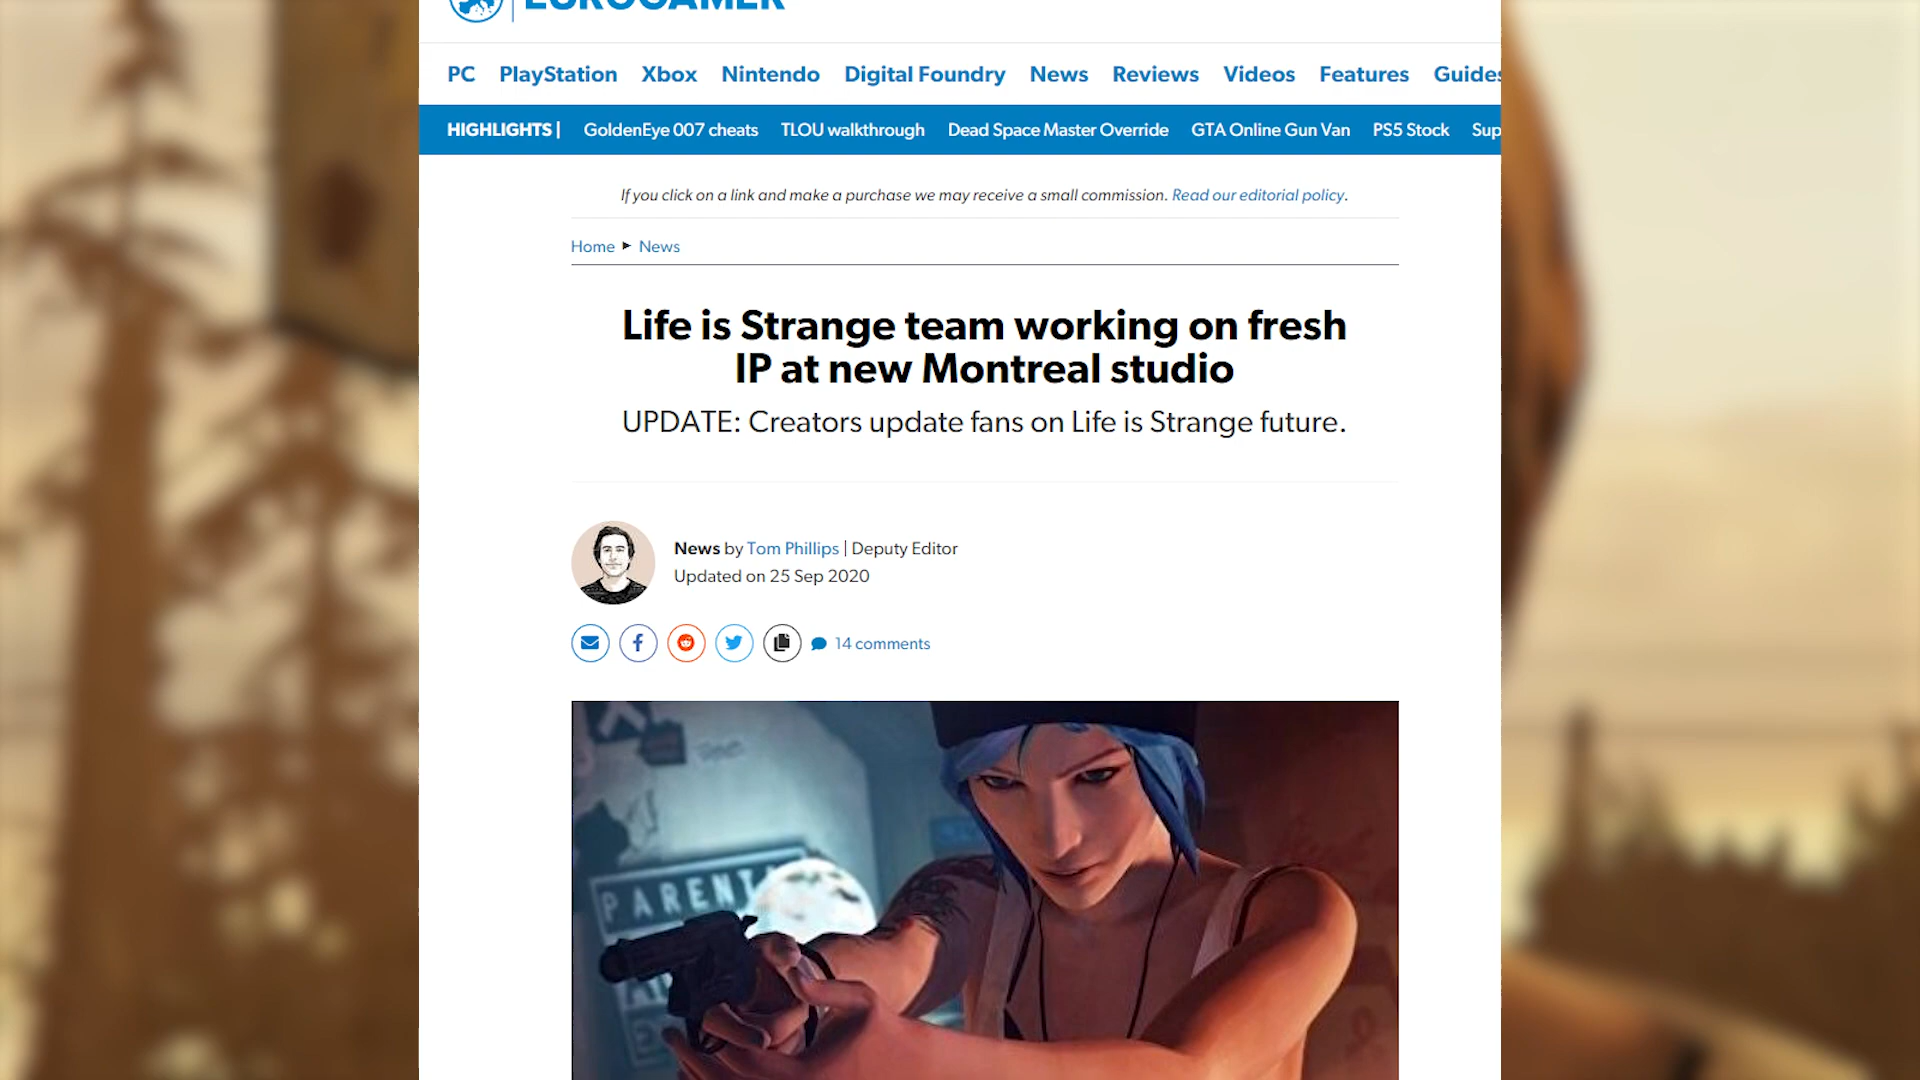 EUROGAMER
PC PlayStation Xbox Nintendo Digital Foundry News Reviews Videos Features Guides
HIGHLIGHTS | GoldenEye 007 cheats TLOU walkthrough Dead Space Master Override GTA Online Gun Van PS5 Stock Sup
If you click on a link and make a purchase we may receive a small commission. Read our editorial policy.
Home ► News
Life is Strange team working on fresh
IP at new Montreal studio
UPDATE: Creators update fans on Life is Strange future.
News by Tom Phillips | Deputy Editor
Updated on 25 Sep 2020
14 comments
PARENT